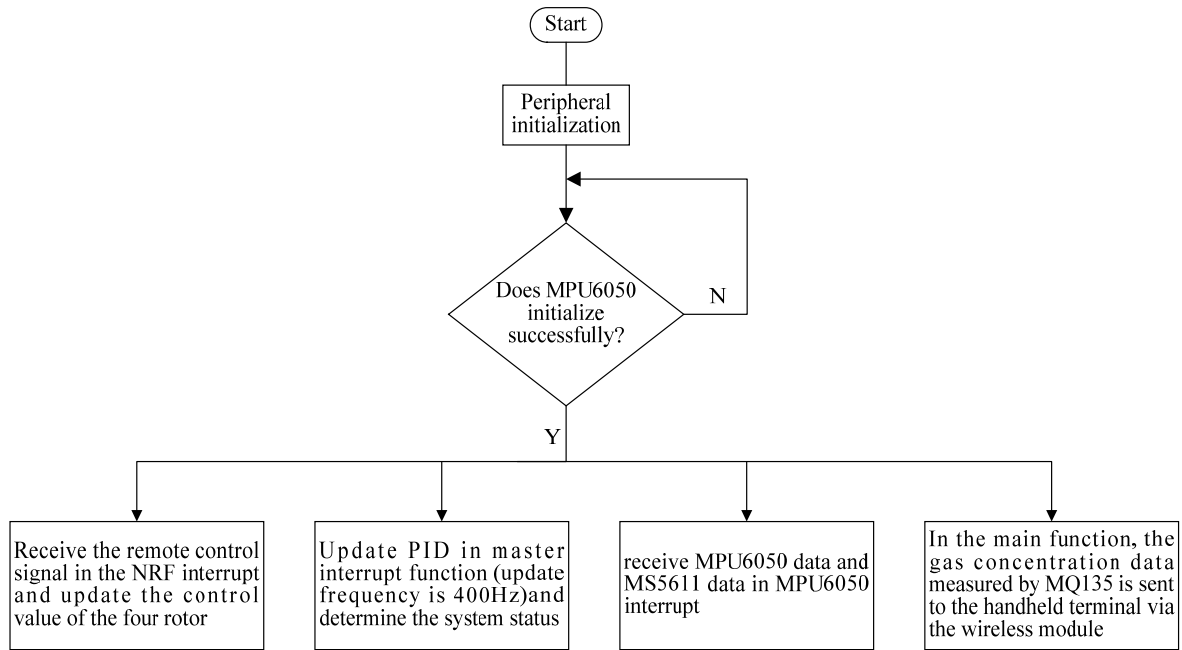 Start
Peripheral
initialization
Does MPU6050
initialize
successfully?
N
Y
Receive the remote control
signal in the NRF interrupt
and update the control
value of the four rotor
Update PID in master
interrupt function (update
frequency is 400Hz)and
determine the system status
receive MPU6050 data and
MS5611 data in MPU6050
interrupt
In the main function, the
gas concentration data
measured by MQ135 is sent
to the handheld terminal via
the wireless module